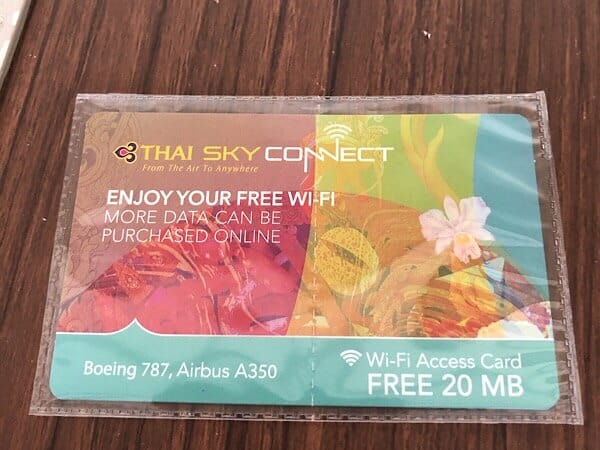 THAI SKY CONNECT
From The Air To Anywhere
ENJOY YOUR FREE WI-FI
MORE DATA CAN BE
PURCHASED ONLINE
Boeing 787, Airbus A350
Wi-Fi Access Card
FREE 20 MB